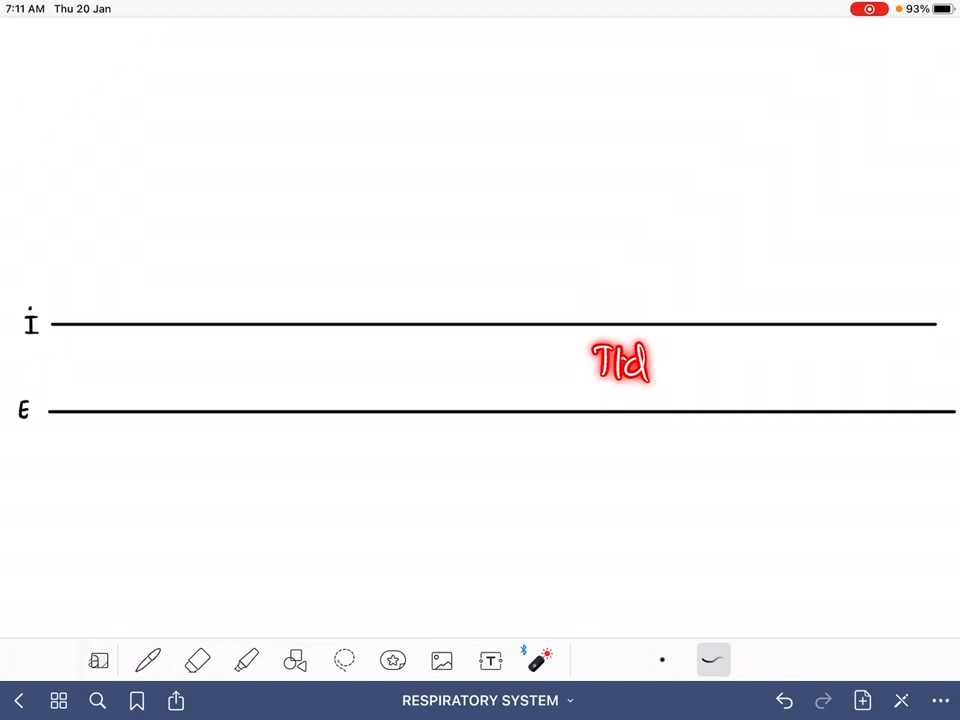 7:11 AM Thu 20 Jan 93%
I
TId
E
T
RESPIRATORY SYSTEM